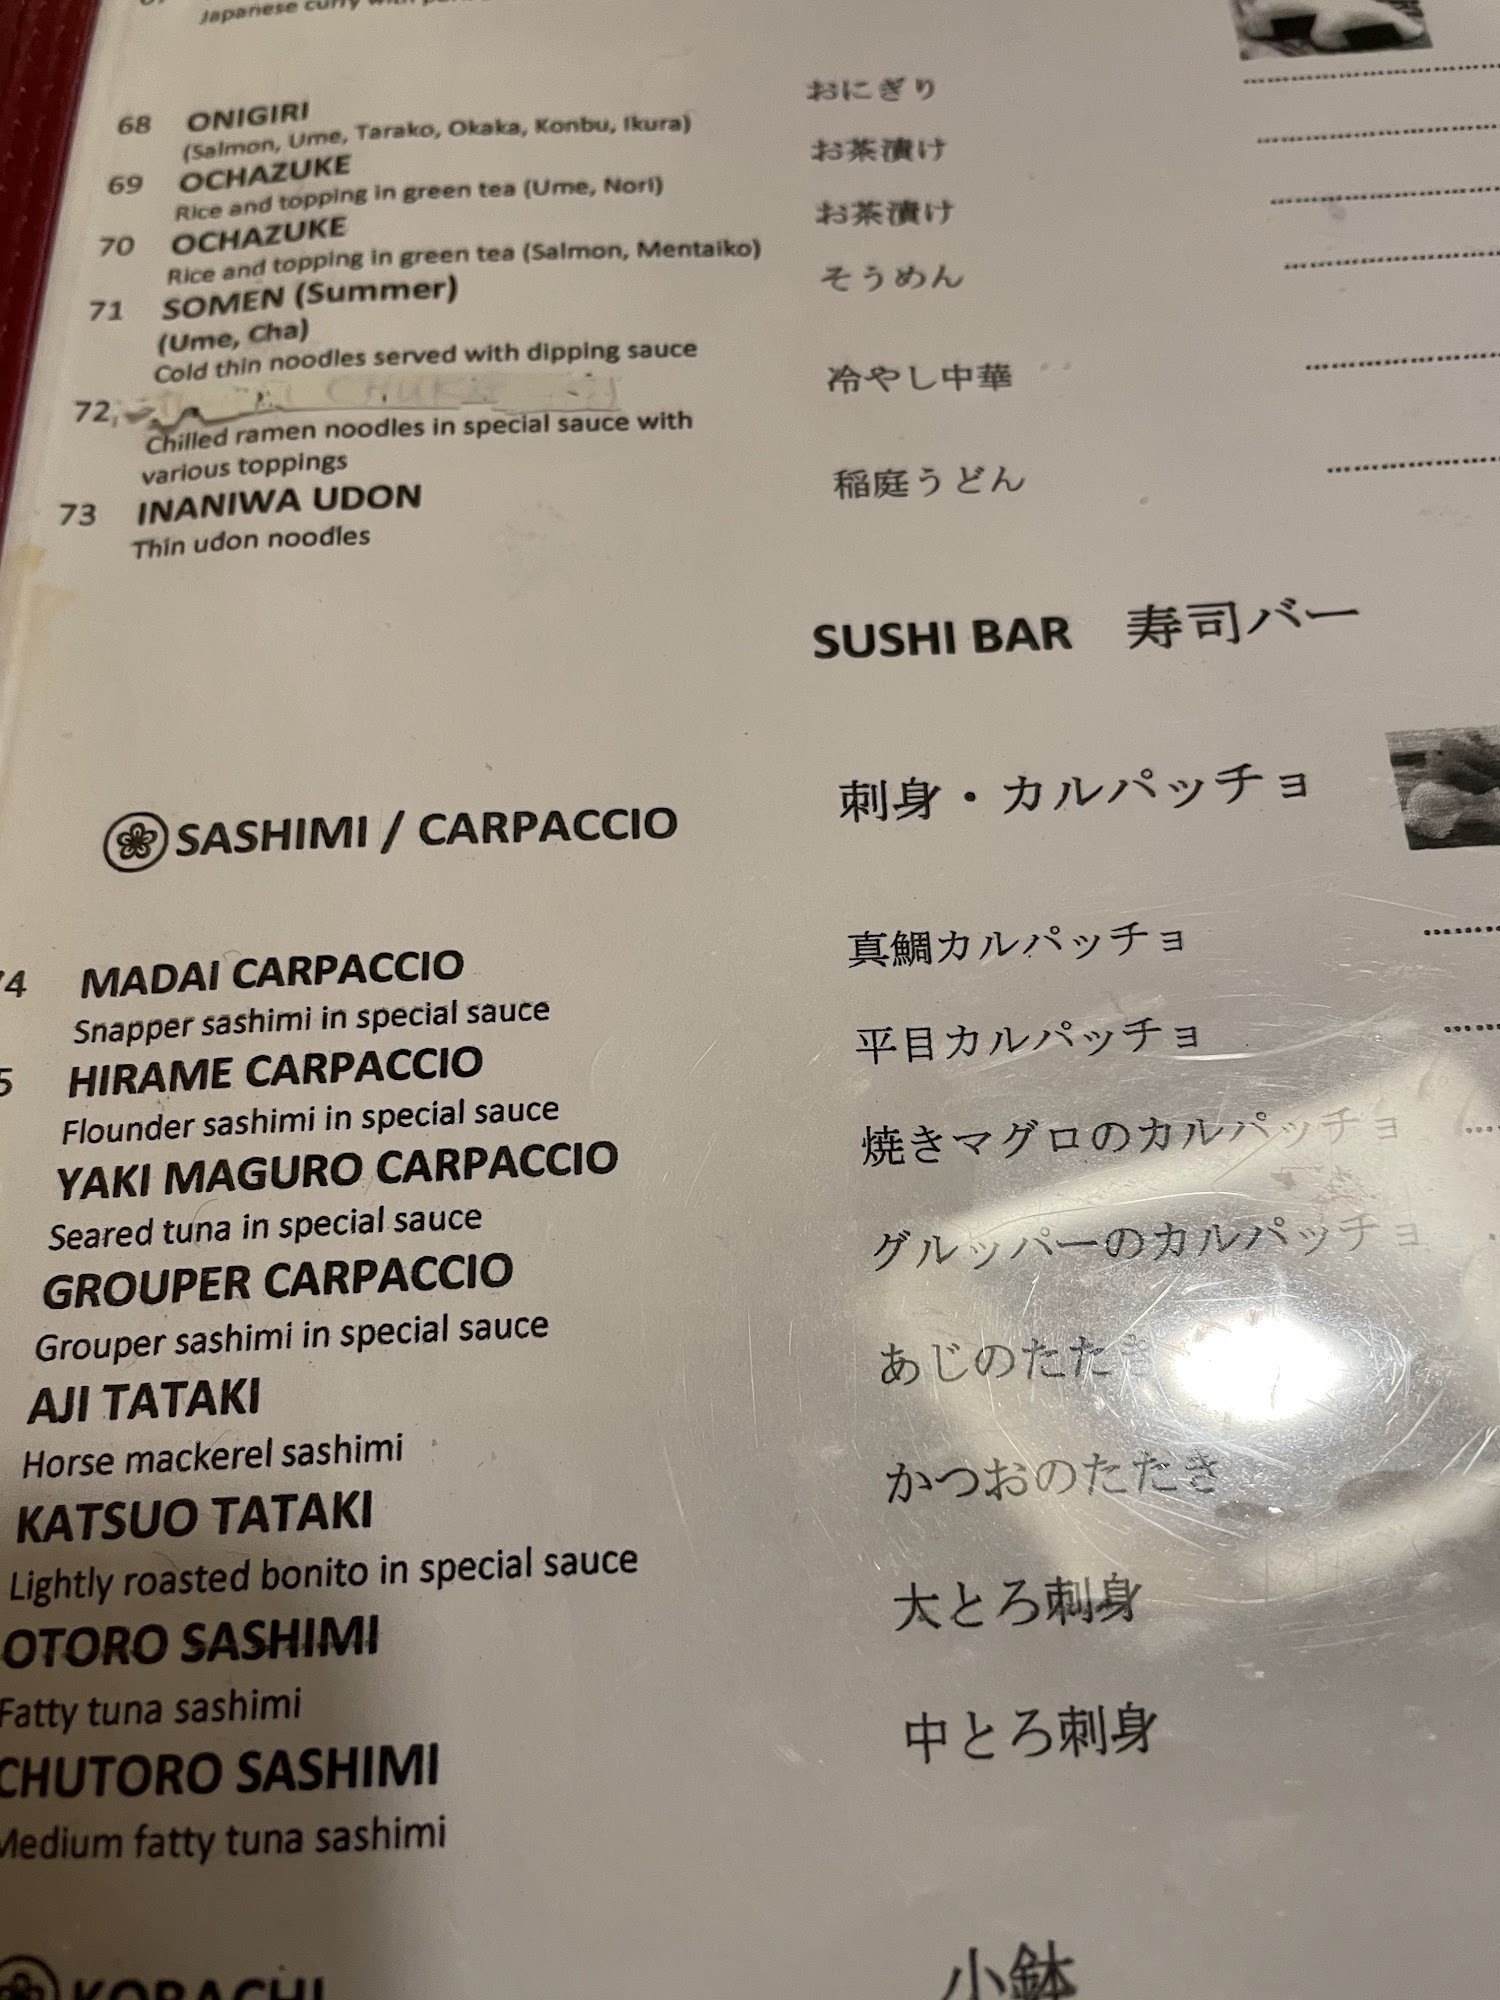 Japanese curry with
68 ONIGIRI おにぎり
(Salmon, Ume, Tarako, Okaka, Konbu, Ikura)
69 OCHAZUKE お茶漬け
Rice and topping in green tea (Ume, Nori)
70 OCHAZUKE お茶漬け
Rice and topping in green tea (Salmon, Mentaiko)
71 SOMEN (Summer) そうめん
(Ume, Cha)
Cold thin noodles served with dipping sauce
72 冷やし中華
Chilled ramen noodles in special sauce with
various toppings
73 INANIWA UDON 稲庭うどん
Thin udon noodles
SUSHI BAR 寿司バー
SASHIMI / CARPACCIO 刺身・カルパッチョ
74 MADAI CARPACCIO 真鯛カルパッチョ
Snapper sashimi in special sauce
5 HIRAME CARPACCIO 平目カルパッチョ
Flounder sashimi in special sauce
YAKI MAGURO CARPACCIO 焼きマグロのカルパッチョ
Seared tuna in special sauce
GROUPER CARPACCIO グルッパーのカルパッチョ
Grouper sashimi in special sauce
AJI TATAKI あじのたたき
Horse mackerel sashimi
KATSUO TATAKI かつおのたたき
Lightly roasted bonito in special sauce
OTORO SASHIMI 大とろ刺身
Fatty tuna sashimi
CHUTORO SASHIMI 中とろ刺身
Medium fatty tuna sashimi
KOBACHI 小鉢